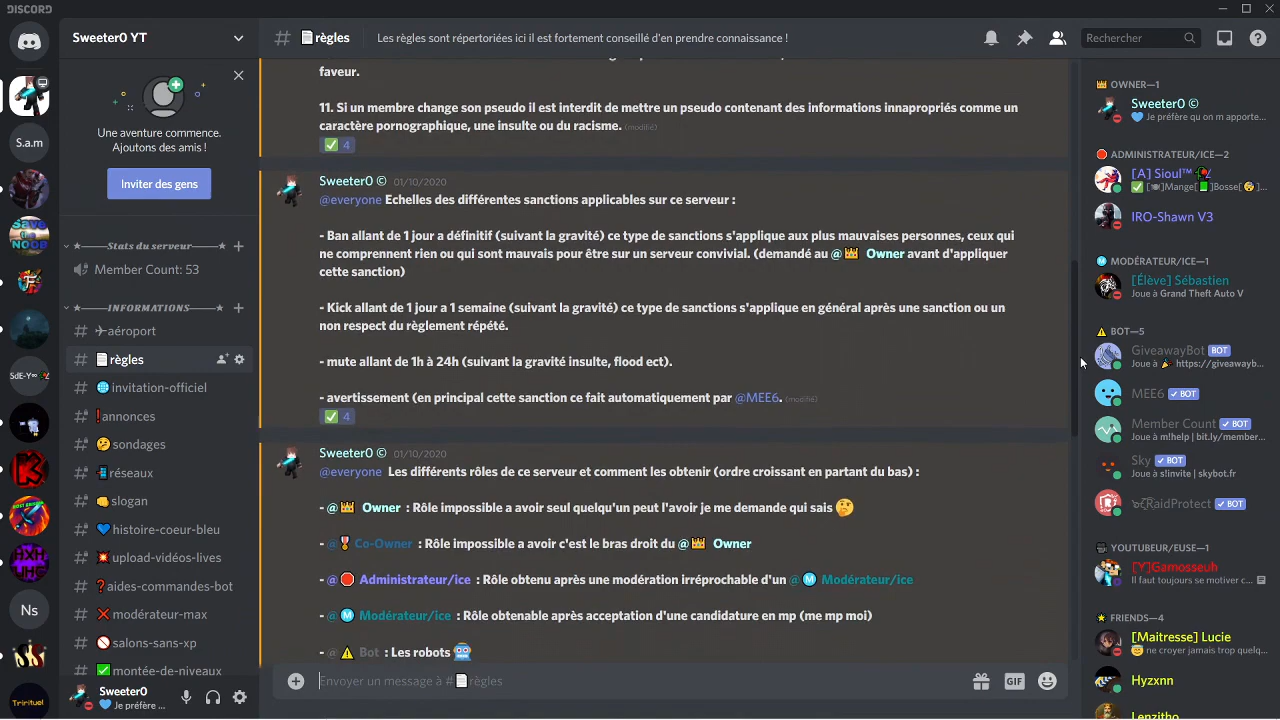 DISCORD
Sweeter0 YT
règles
Les règles sont répertoriées ici il est fortement conseillé d'en prendre connaissance !
Rechercher
Une aventure commence.
Ajoutons des amis !
Inviter des gens
S.a.m
Save the NOOB
SdE-Y∞
Ns
Trirituel
★——Stats du serveur——★
Member Count: 53
★——INFORMATIONS——★
aéroport
règles
invitation-officiel
annonces
sondages
réseaux
slogan
histoire-coeur-bleu
upload-vidéos-lives
aides-commandes-bot
modérateur-max
salons-sans-xp
montée-de-niveaux
Sweeter0
Je préfère ...
faveur.
11. Si un membre change son pseudo il est interdit de mettre un pseudo contenant des informations innapropriés comme un
caractère pornographique, une insulte ou du racisme. (modifié)
✅ 4
Sweeter0 © 01/10/2020
@everyone Echelles des différentes sanctions applicables sur ce serveur :
- Ban allant de 1 jour a définitif (suivant la gravité) ce type de sanctions s'applique aux plus mauvaises personnes, ceux qui
ne comprennent rien ou qui sont mauvais pour être sur un serveur convivial. (demandé au @👑 Owner avant d'appliquer
cette sanction)
- Kick allant de 1 jour a 1 semaine (suivant la gravité) ce type de sanctions s'applique en général après une sanction ou un
non respect du règlement répété.
- mute allant de 1h à 24h (suivant la gravité insulte, flood ect).
- avertissement (en principal cette sanction ce fait automatiquement par @MEE6. (modifié)
✅ 4
Sweeter0 © 01/10/2020
@everyone Les différents rôles de ce serveur et comment les obtenir (ordre croissant en partant du bas) :
- @👑 Owner : Rôle impossible a avoir seul quelqu'un peut l'avoir je me demande qui sais 🤔
- @🎖 Co-Owner : Rôle impossible a avoir c'est le bras droit du @👑 Owner
- @🛑 Administrateur/ice : Rôle obtenu après une modération irréprochable d'un @Ⓜ Modérateur/ice
- @Ⓜ Modérateur/ice : Rôle obtenable après acceptation d'une candidature en mp (me mp moi)
- @⚠ Bot : Les robots 🤖
Envoyer un message à #règles
GIF
OWNER—1
Sweeter0 ©
Je préfère qu on m apporte...
ADMINISTRATEUR/ICE—2
[A] Sioul™
[🍽]Mange[]Bosse[😴]...
IRO-Shawn V3
MODÉRATEUR/ICE—1
[Élève] Sébastien
Joue à Grand Theft Auto V
BOT—5
GiveawayBot BOT
Joue à 🎉 https://giveawayb...
MEE6 ✓ BOT
Member Count ✓ BOT
Joue à m!help | bit.ly/member...
Sky ✓ BOT
Joue à s!invite | skybot.fr
RaidProtect ✓ BOT
YOUTUBEUR/EUSE—1
[Y]Gamosseuh
Il faut toujours se motiver c...
FRIENDS—4
[Maitresse] Lucie
ne croyer jamais trop quelq...
Hyzxnn
Lenzitho